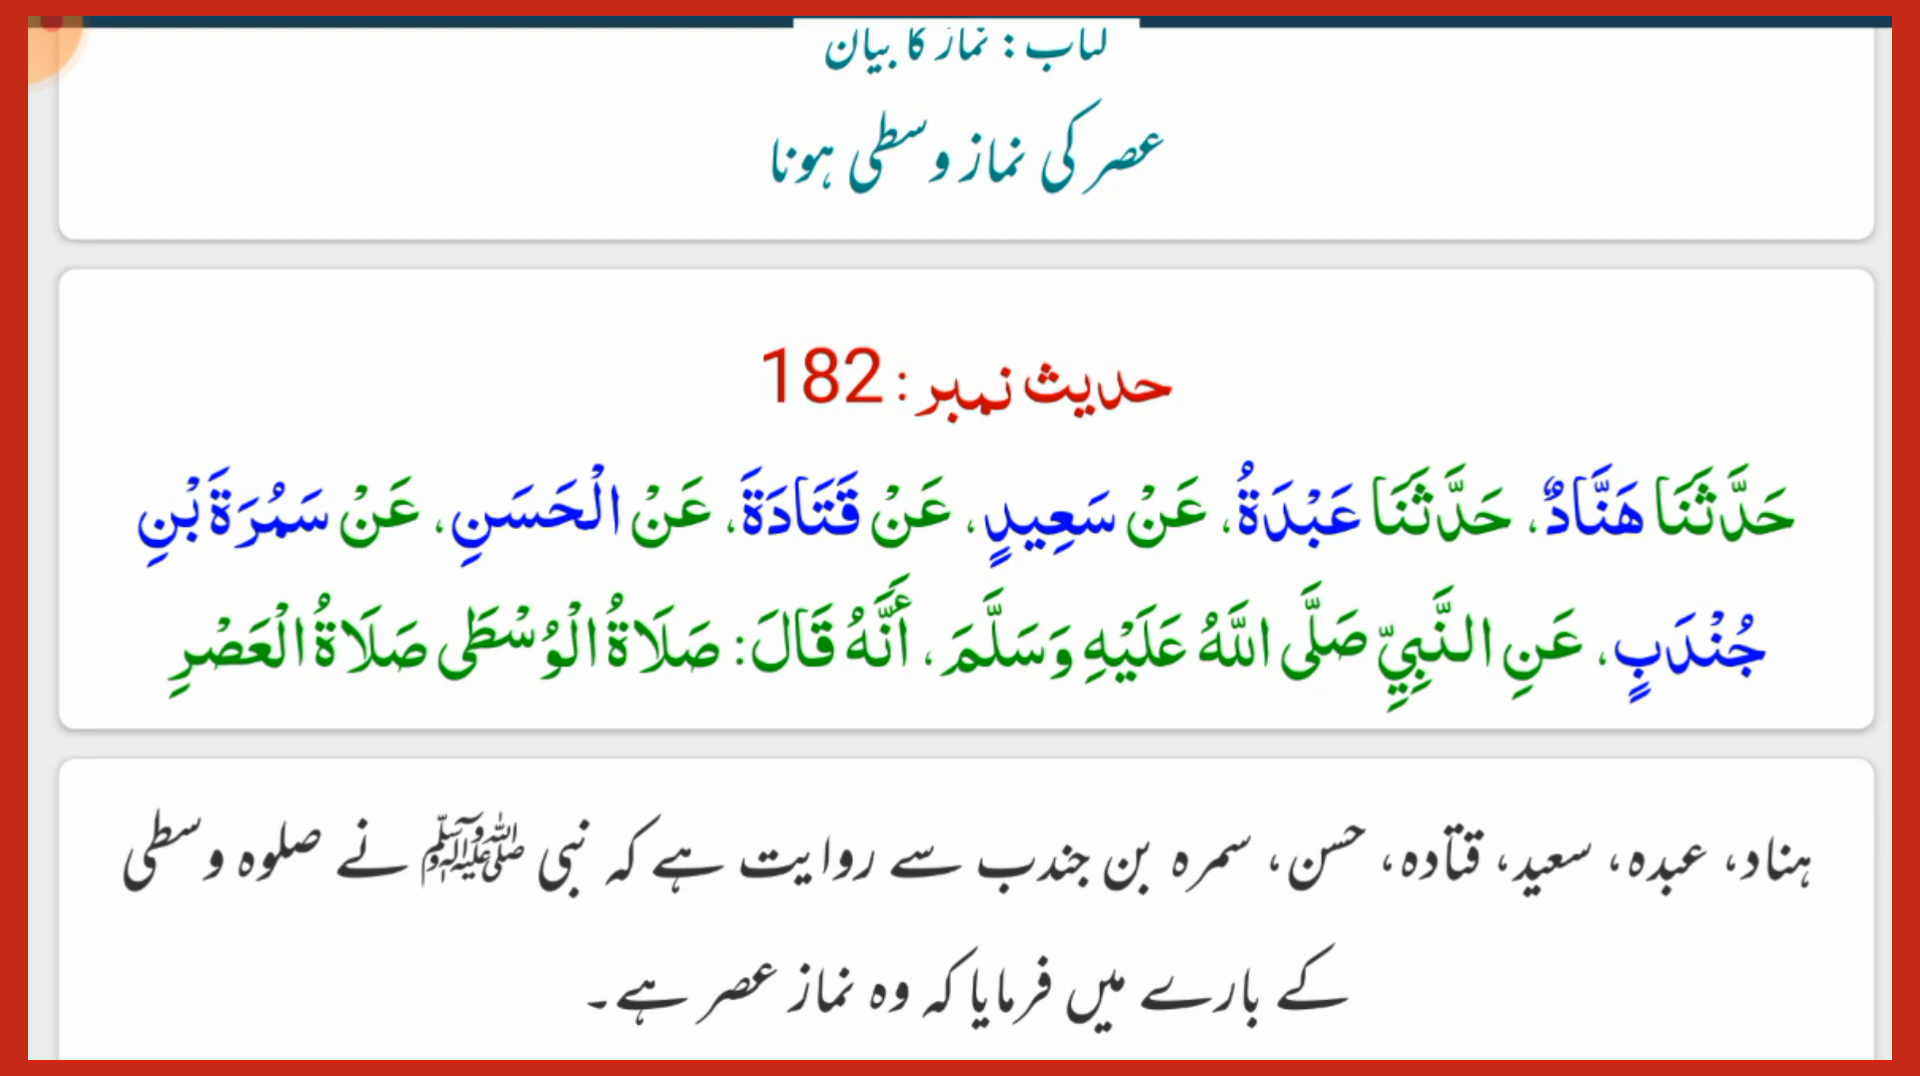 کتاب : نماز کا بیان
عصر کی نماز وسطی ہونا
حدیث نمبر : 182
حَدَّثَنَا هَنَّادٌ، حَدَّثَنَا عَبْدَةُ، عَنْ سَعِيدٍ، عَنْ قَتَادَةَ، عَنْ الْحَسَنِ، عَنْ سَمُرَةَ بْنِ
جُنْدَبٍ، عَنِ النَّبِيِّ صَلَّى اللَّهُ عَلَيْهِ وَسَلَّمَ، أَنَّهُ قَالَ: صَلَاةُ الْوُسْطَى صَلَاةُ الْعَصْرِ
ہناد، عبدہ، سعید، قتادہ، حسن، سمرہ بن جندب سے روایت ہے کہ نبی ﷺ نے صلوہ وسطی
کے بارے میں فرمایا کہ وہ نماز عصر ہے۔